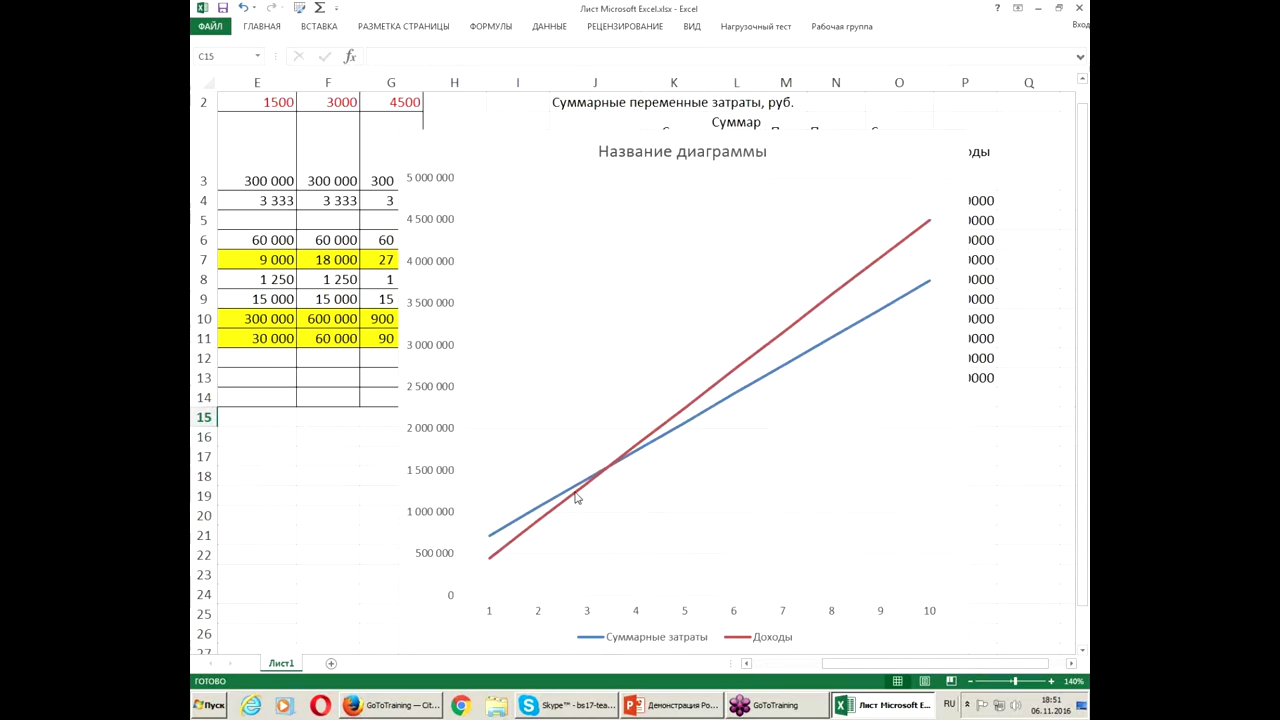 Лист Microsoft Excel.xlsx - Excel
ФАЙЛ ГЛАВНАЯ ВСТАВКА РАЗМЕТКА СТРАНИЦЫ ФОРМУЛЫ ДАННЫЕ РЕЦЕНЗИРОВАНИЕ ВИД Нагрузочный тест Рабочая группа Вход
C15 fx
E F G H I J K L M N O P Q
2 1500 3000 4500 Суммарные переменные затраты, руб.
Суммар
Название диаграммы
3 300 000 300 000 300
4 3 333 3 333 3
5
6 60 000 60 000 60
7 9 000 18 000 27
8 1 250 1 250 1
9 15 000 15 000 15
10 300 000 600 000 900
11 30 000 60 000 90
12
13
14
15
16
17
18
19
20
21
22
23
24
25
26
27
5 000 000
4 500 000
4 000 000
3 500 000
3 000 000
2 500 000
2 000 000
1 500 000
1 000 000
500 000
0
1 2 3 4 5 6 7 8 9 10
Суммарные затраты Доходы
Лист1
ГОТОВО 140%
Пуск GoToTraining — Cit... Skype™ - bs17-tea... Демонстрация Po... GoToTraining Лист Microsoft E... RU 18:51
06.11.2016